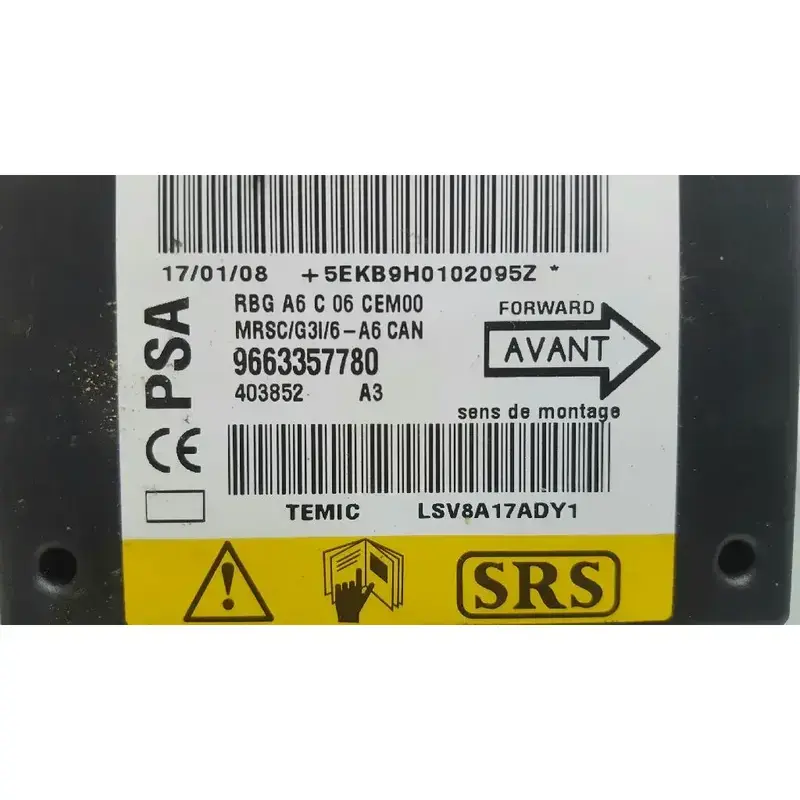 17/01/08 +5EKB9H0102095Z *
PSA
RBG A6 C 06 CEM00
MRSC/G3I/6-A6 CAN
9663357780
403852 A3
FORWARD
AVANT
sens de montage
CE
TEMIC LSV8A17ADY1
SRS